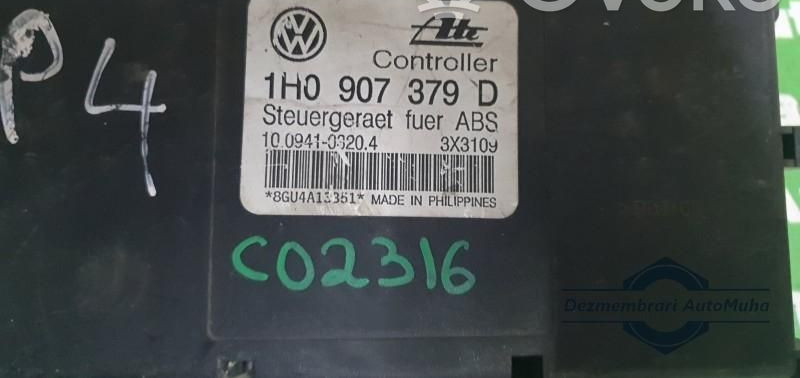 P4
Ate
Controller
1H0 907 379 D
Steuergeraet fuer ABS
10.0941-0320.4 3X3109
*8GU4A13351* MADE IN PHILIPPINES
C02316
Dezmembrari AutoMuha